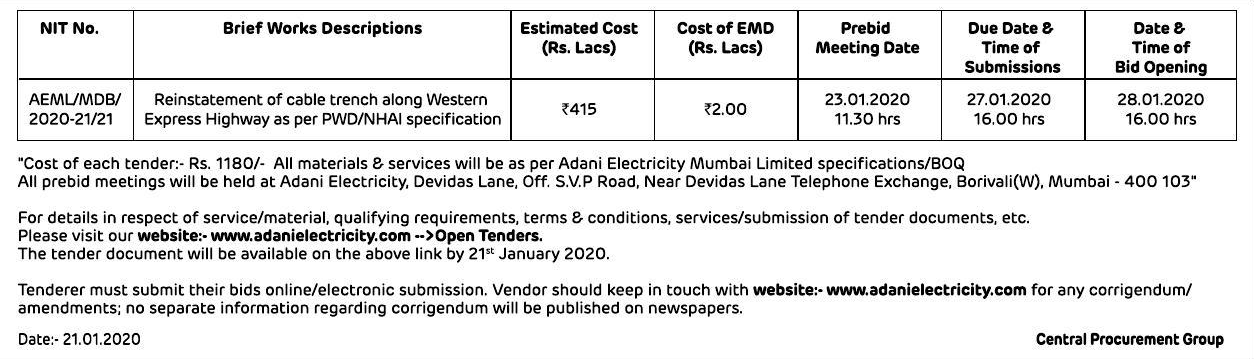 NIT No. Brief Works Descriptions Estimated Cost (Rs. Lacs) Cost of EMD (Rs. Lacs) Prebid Meeting Date Due Date & Time of Submissions Date & Time of Bid Opening
AEML/MDB/ 2020-21/21 Reinstatement of cable trench along Western Express Highway as per PWD/NHAI specification ₹415 ₹2.00 23.01.2020 11.30 hrs 27.01.2020 16.00 hrs 28.01.2020 16.00 hrs
"Cost of each tender:- Rs. 1180/- All materials & services will be as per Adani Electricity Mumbai Limited specifications/BOQ
All prebid meetings will be held at Adani Electricity, Devidas Lane, Off. S.V.P Road, Near Devidas Lane Telephone Exchange, Borivali(W), Mumbai - 400 103"
For details in respect of service/material, qualifying requirements, terms & conditions, services/submission of tender documents, etc.
Please visit our website:- www.adanielectricity.com -->Open Tenders.
The tender document will be available on the above link by 21st January 2020.
Tenderer must submit their bids online/electronic submission. Vendor should keep in touch with website:- www.adanielectricity.com for any corrigendum/
amendments; no separate information regarding corrigendum will be published on newspapers.
Date:- 21.01.2020 Central Procurement Group